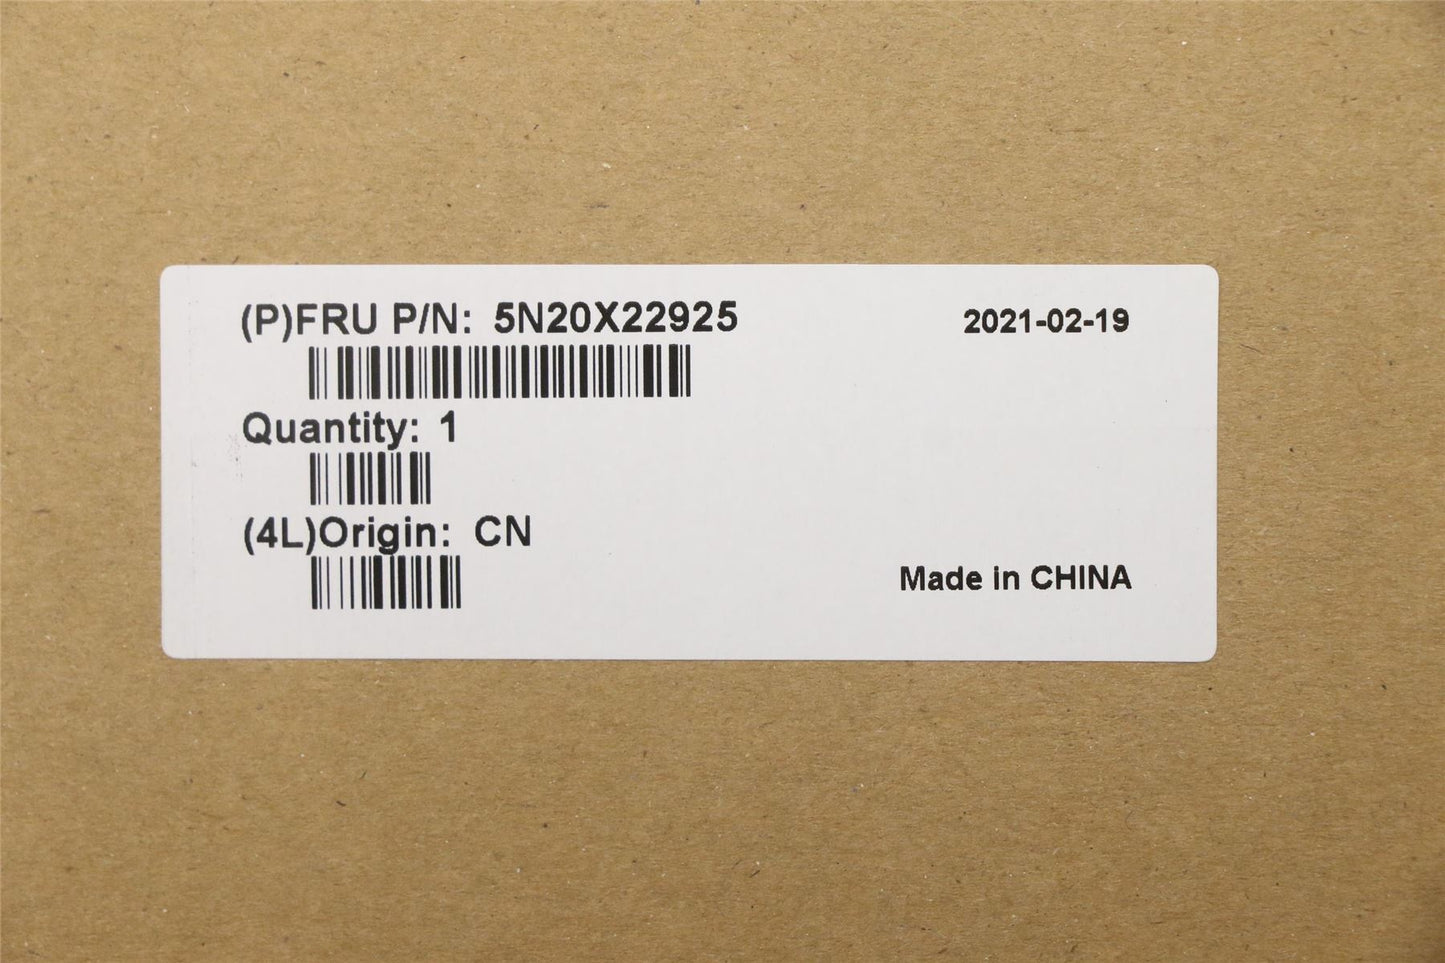 (P)FRU P/N: 5N20X22925
2021-02-19
Quantity: 1
(4L)Origin: CN
Made in CHINA